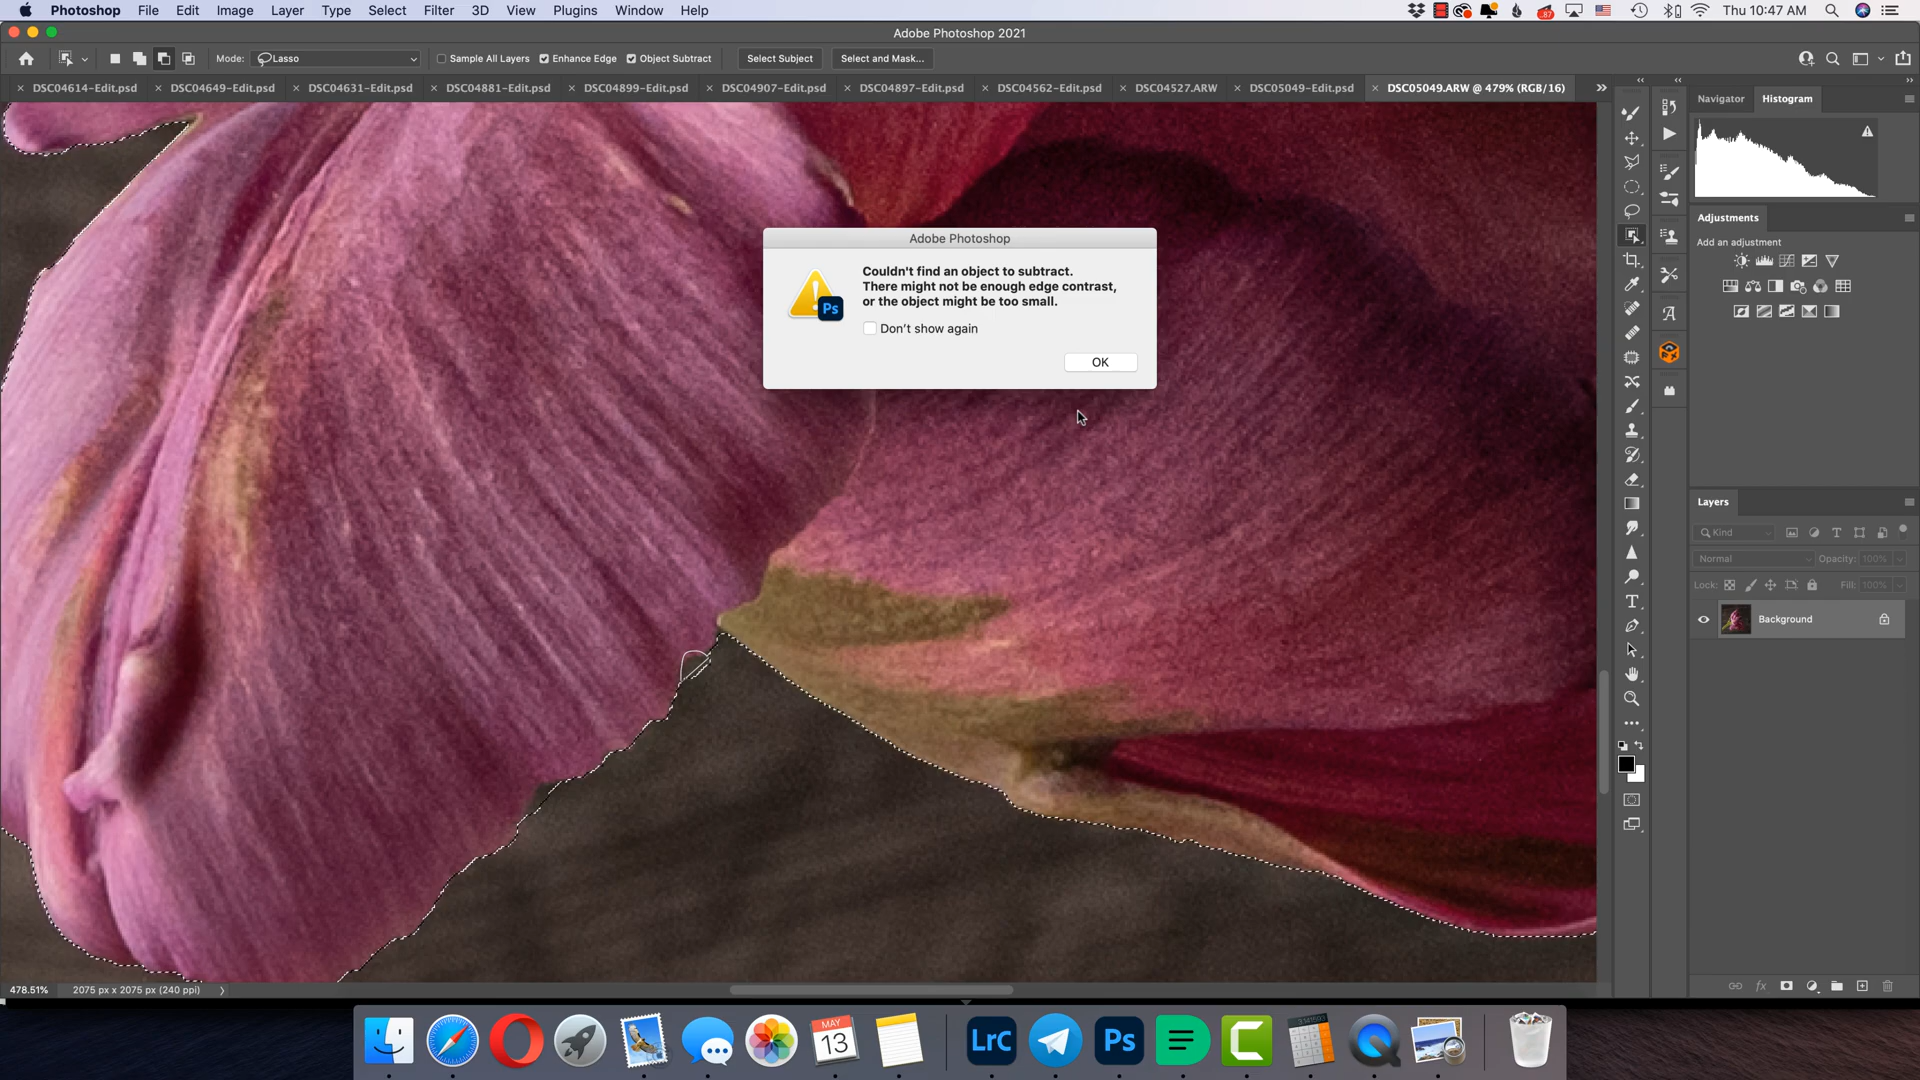 Photoshop File Edit Image Layer Type Select Filter 3D View Plugins Window Help
.87 Thu 10:47 AM
Adobe Photoshop 2021
Mode: Lasso Sample All Layers Enhance Edge Object Subtract Select Subject Select and Mask...
DSC04614-Edit.psd DSC04649-Edit.psd DSC04631-Edit.psd DSC04881-Edit.psd DSC04899-Edit.psd DSC04907-Edit.psd DSC04897-Edit.psd DSC04562-Edit.psd DSC04527.ARW DSC05049-Edit.psd DSC05049.ARW @ 479% (RGB/16)
Navigator Histogram
Adjustments
Add an adjustment
Adobe Photoshop
Couldn't find an object to subtract.
There might not be enough edge contrast,
or the object might be too small.
Ps
Don't show again
OK
Layers
Kind
Normal Opacity: 100%
Lock: Fill: 100%
Background
478.51% 2075 px x 2075 px (240 ppi)
fx
MAY
13
LrC
Ps